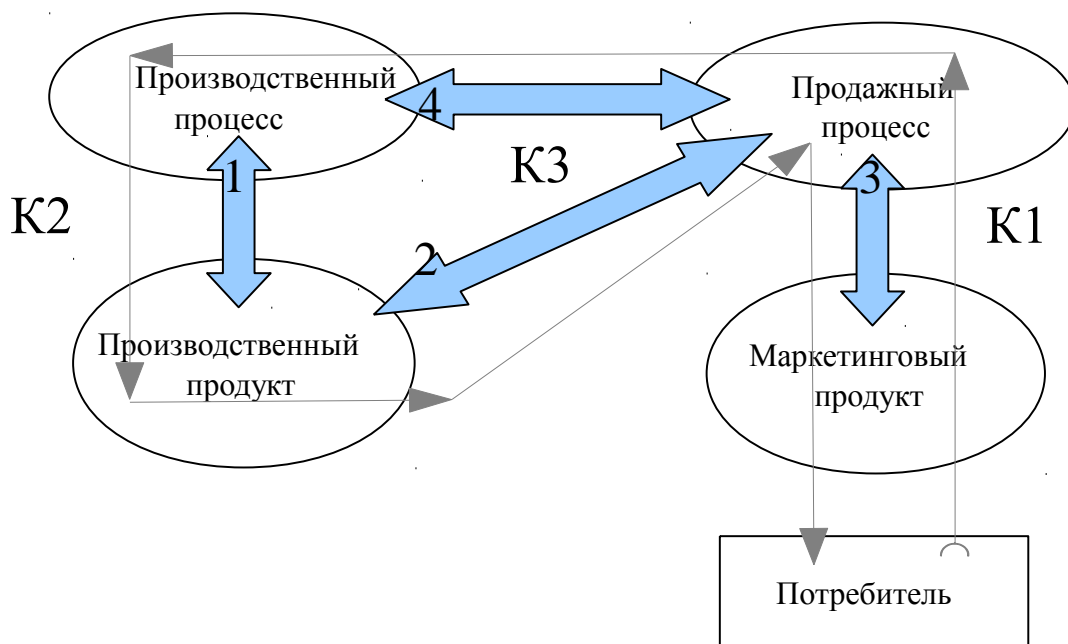 Производственный
процесс
4
Продажный
процесс
1
К3
3
К2
К1
2
Производственный
продукт
Маркетинговый
продукт
Потребитель